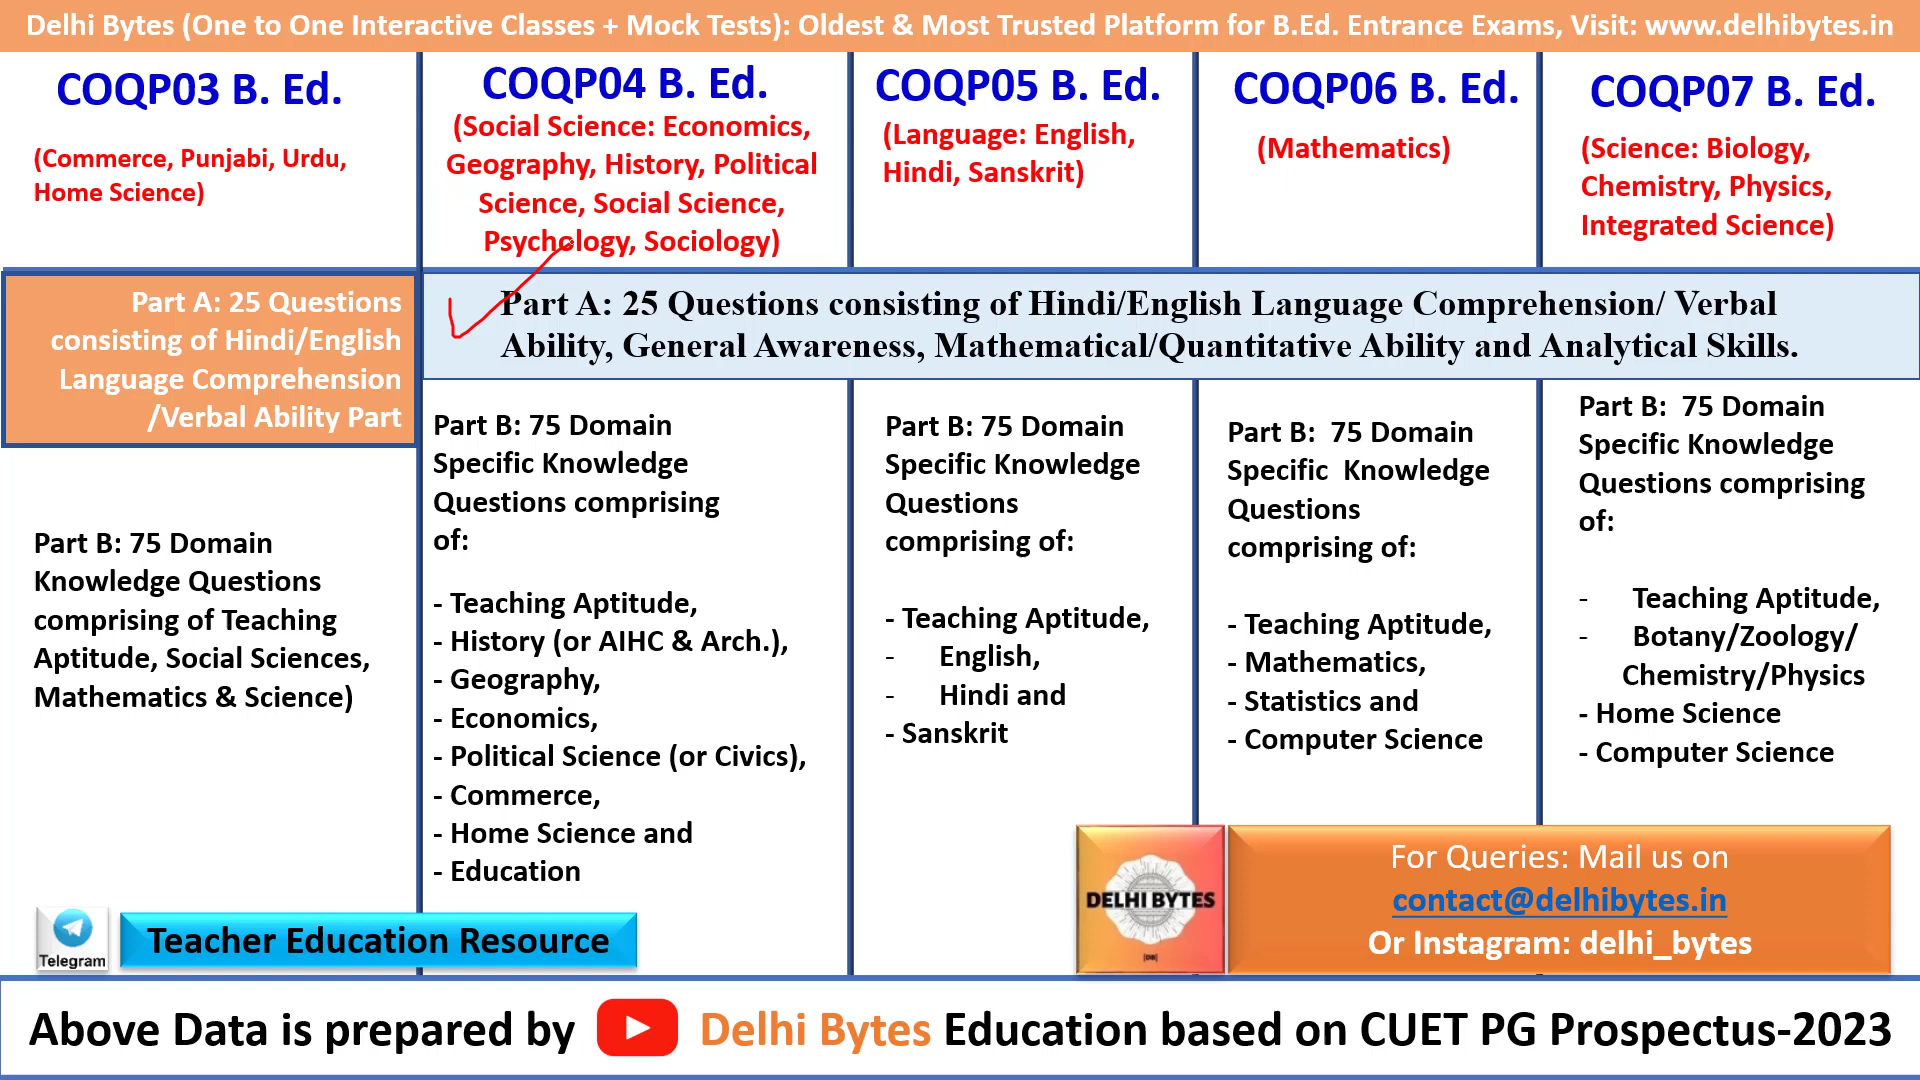 Delhi Bytes (One to One Interactive Classes + Mock Tests): Oldest & Most Trusted Platform for B.Ed. Entrance Exams, Visit: www.delhibytes.in
COQP03 B. Ed.
(Commerce, Punjabi, Urdu,
Home Science)
Part A: 25 Questions
consisting of Hindi/English
Language Comprehension
/Verbal Ability Part
Part B: 75 Domain
Knowledge Questions
comprising of Teaching
Aptitude, Social Sciences,
Mathematics & Science)
COQP04 B. Ed.
(Social Science: Economics,
Geography, History, Political
Science, Social Science,
Psychology, Sociology)
COQP05 B. Ed.
(Language: English,
Hindi, Sanskrit)
COQP06 B. Ed.
(Mathematics)
COQP07 B. Ed.
(Science: Biology,
Chemistry, Physics,
Integrated Science)
Part A: 25 Questions consisting of Hindi/English Language Comprehension/ Verbal
Ability, General Awareness, Mathematical/Quantitative Ability and Analytical Skills.
Part B: 75 Domain
Specific Knowledge
Questions comprising
of:
- Teaching Aptitude,
- History (or AIHC & Arch.),
- Geography,
- Economics,
- Political Science (or Civics),
- Commerce,
- Home Science and
- Education
Part B: 75 Domain
Specific Knowledge
Questions
comprising of:
- Teaching Aptitude,
- English,
- Hindi and
- Sanskrit
Part B: 75 Domain
Specific Knowledge
Questions
comprising of:
- Teaching Aptitude,
- Mathematics,
- Statistics and
- Computer Science
Part B: 75 Domain
Specific Knowledge
Questions comprising
of:
- Teaching Aptitude,
- Botany/Zoology/
Chemistry/Physics
- Home Science
- Computer Science
Telegram
Teacher Education Resource
DELHI BYTES
|DB|
For Queries: Mail us on
contact@delhibytes.in
Or Instagram: delhi_bytes
Above Data is prepared by Delhi Bytes Education based on CUET PG Prospectus-2023